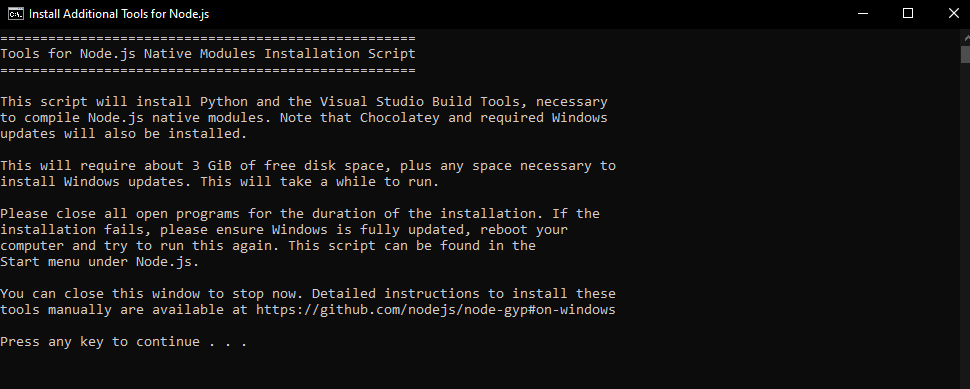 Install Additional Tools for Node.js
====================================================
Tools for Node.js Native Modules Installation Script
====================================================
This script will install Python and the Visual Studio Build Tools, necessary
to compile Node.js native modules. Note that Chocolatey and required Windows
updates will also be installed.
This will require about 3 GiB of free disk space, plus any space necessary to
install Windows updates. This will take a while to run.
Please close all open programs for the duration of the installation. If the
installation fails, please ensure Windows is fully updated, reboot your
computer and try to run this again. This script can be found in the
Start menu under Node.js.
You can close this window to stop now. Detailed instructions to install these
tools manually are available at https://github.com/nodejs/node-gyp#on-windows
Press any key to continue . . .